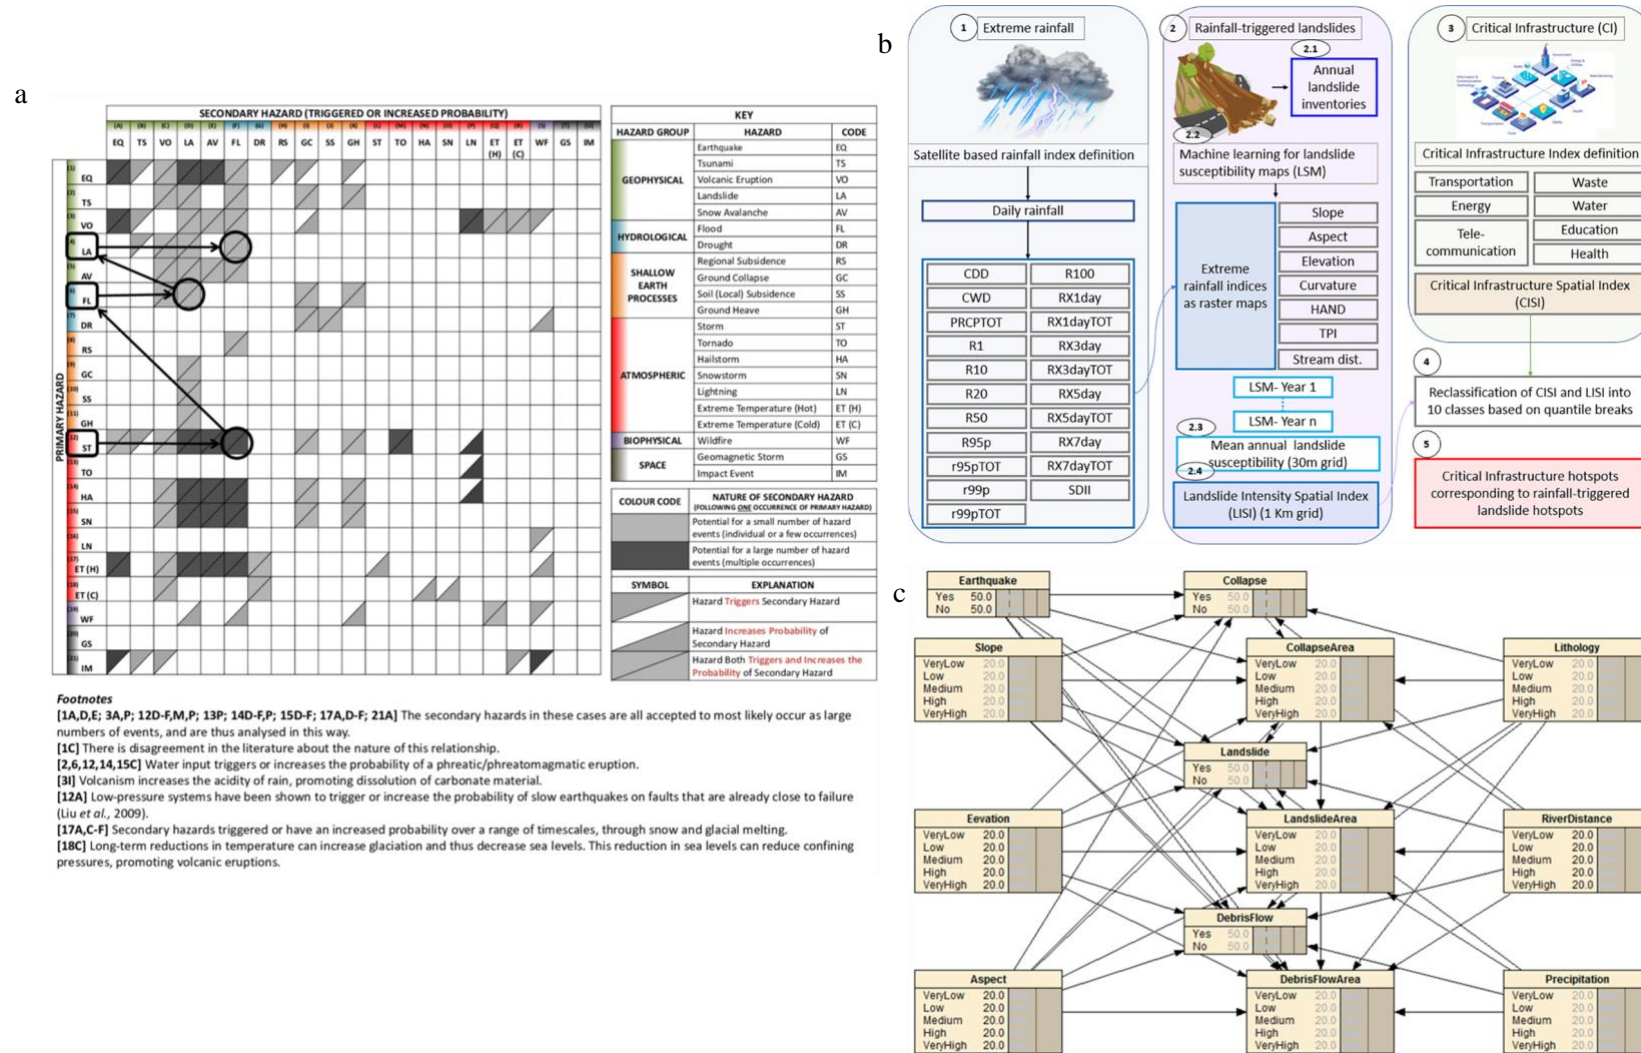 a
SECONDARY HAZARD (TRIGGERED OR INCREASED PROBABILITY)
[A] [B] [C] [D] [E] [F] [G] [H] [I] [J] [K] [L] [M] [N] [O] [P] [Q] [R] [S] [T] [U]
EQ TS VO LA AV FL DR RS GC SS GH ST TO HA SN LN ET (H) ET (C) WF GS IM
PRIMARY HAZARD
[1] EQ
[2] TS
[3] VO
[4] LA
[5] AV
[6] FL
[7] DR
[8] RS
[9] GC
[10] SS
[11] GH
[12] ST
[13] TO
[14] HA
[15] SN
[16] LN
[17] ET (H)
[18] ET (C)
[19] WF
[20] GS
[21] IM
KEY
HAZARD GROUP HAZARD CODE
GEOPHYSICAL
Earthquake EQ
Tsunami TS
Volcanic Eruption VO
Landslide LA
Snow Avalanche AV
HYDROLOGICAL
Flood FL
Drought DR
SHALLOW
EARTH
PROCESSES
Regional Subsidence RS
Ground Collapse GC
Soil (Local) Subsidence SS
Ground Heave GH
ATMOSPHERIC
Storm ST
Tornado TO
Hailstorm HA
Snowstorm SN
Lightning LN
Extreme Temperature (Hot) ET (H)
Extreme Temperature (Cold) ET (C)
BIOPHYSICAL Wildfire WF
SPACE
Geomagnetic Storm GS
Impact Event IM
COLOUR CODE NATURE OF SECONDARY HAZARD
(FOLLOWING ONE OCCURRENCE OF PRIMARY HAZARD)
Potential for a small number of hazard
events (individual or a few occurrences)
Potential for a large number of hazard
events (multiple occurrences)
SYMBOL EXPLANATION
Hazard Triggers Secondary Hazard
Hazard Increases Probability of
Secondary Hazard
Hazard Both Triggers and Increases the
Probability of Secondary Hazard
Footnotes
[1A,D,E; 3A,P; 12D-F,M,P; 13P; 14D-F,P; 15D-F; 17A,D-F; 21A] The secondary hazards in these cases are all accepted to most likely occur as large
numbers of events, and are thus analysed in this way.
[1C] There is disagreement in the literature about the nature of this relationship.
[2,6,12,14,15C] Water input triggers or increases the probability of a phreatic/phreatomagmatic eruption.
[3I] Volcanism increases the acidity of rain, promoting dissolution of carbonate material.
[12A] Low-pressure systems have been shown to trigger or increase the probability of slow earthquakes on faults that are already close to failure
(Liu et al., 2009).
[17A,C-F] Secondary hazards triggered or have an increased probability over a range of timescales, through snow and glacial melting.
[18C] Long-term reductions in temperature can increase glaciation and thus decrease sea levels. This reduction in sea levels can reduce confining
pressures, promoting volcanic eruptions.
b
1 Extreme rainfall
Satellite based rainfall index definition
Daily rainfall
CDD R100
CWD RX1day
PRCPTOT RX1dayTOT
R1 RX3day
R10 RX3dayTOT
R20 RX5day
R50 RX5dayTOT
R95p RX7day
r95pTOT RX7dayTOT
r99p SDII
r99pTOT
2 Rainfall-triggered landslides
2.1
Annual
landslide
inventories
2.2
Machine learning for landslide
susceptibility maps (LSM)
Extreme
rainfall indices
as raster maps
Slope
Aspect
Elevation
Curvature
HAND
TPI
Stream dist.
LSM- Year 1
LSM- Year n
2.3
Mean annual landslide
susceptibility (30m grid)
2.4
Landslide Intensity Spatial Index
(LISI) (1 Km grid)
3 Critical Infrastructure (CI)
Critical Infrastructure Index definition
Transportation Waste
Energy Water
Tele-
communication
Education
Health
Critical Infrastructure Spatial Index
(CISI)
4
Reclassification of CISI and LISI into
10 classes based on quantile breaks
5
Critical Infrastructure hotspots
corresponding to rainfall-triggered
landslide hotspots
c
Earthquake
Yes 50.0
No 50.0
Collapse
Yes 50.0
No 50.0
Slope
VeryLow 20.0
Low 20.0
Medium 20.0
High 20.0
VeryHigh 20.0
CollapseArea
VeryLow 20.0
Low 20.0
Medium 20.0
High 20.0
VeryHigh 20.0
Lithology
VeryLow 20.0
Low 20.0
Medium 20.0
High 20.0
VeryHigh 20.0
Landslide
Yes 50.0
No 50.0
Eevation
VeryLow 20.0
Low 20.0
Medium 20.0
High 20.0
VeryHigh 20.0
LandslideArea
VeryLow 20.0
Low 20.0
Medium 20.0
High 20.0
VeryHigh 20.0
RiverDistance
VeryLow 20.0
Low 20.0
Medium 20.0
High 20.0
VeryHigh 20.0
DebrisFlow
Yes 50.0
No 50.0
Aspect
VeryLow 20.0
Low 20.0
Medium 20.0
High 20.0
VeryHigh 20.0
DebrisFlowArea
VeryLow 20.0
Low 20.0
Medium 20.0
High 20.0
VeryHigh 20.0
Precipitation
VeryLow 20.0
Low 20.0
Medium 20.0
High 20.0
VeryHigh 20.0